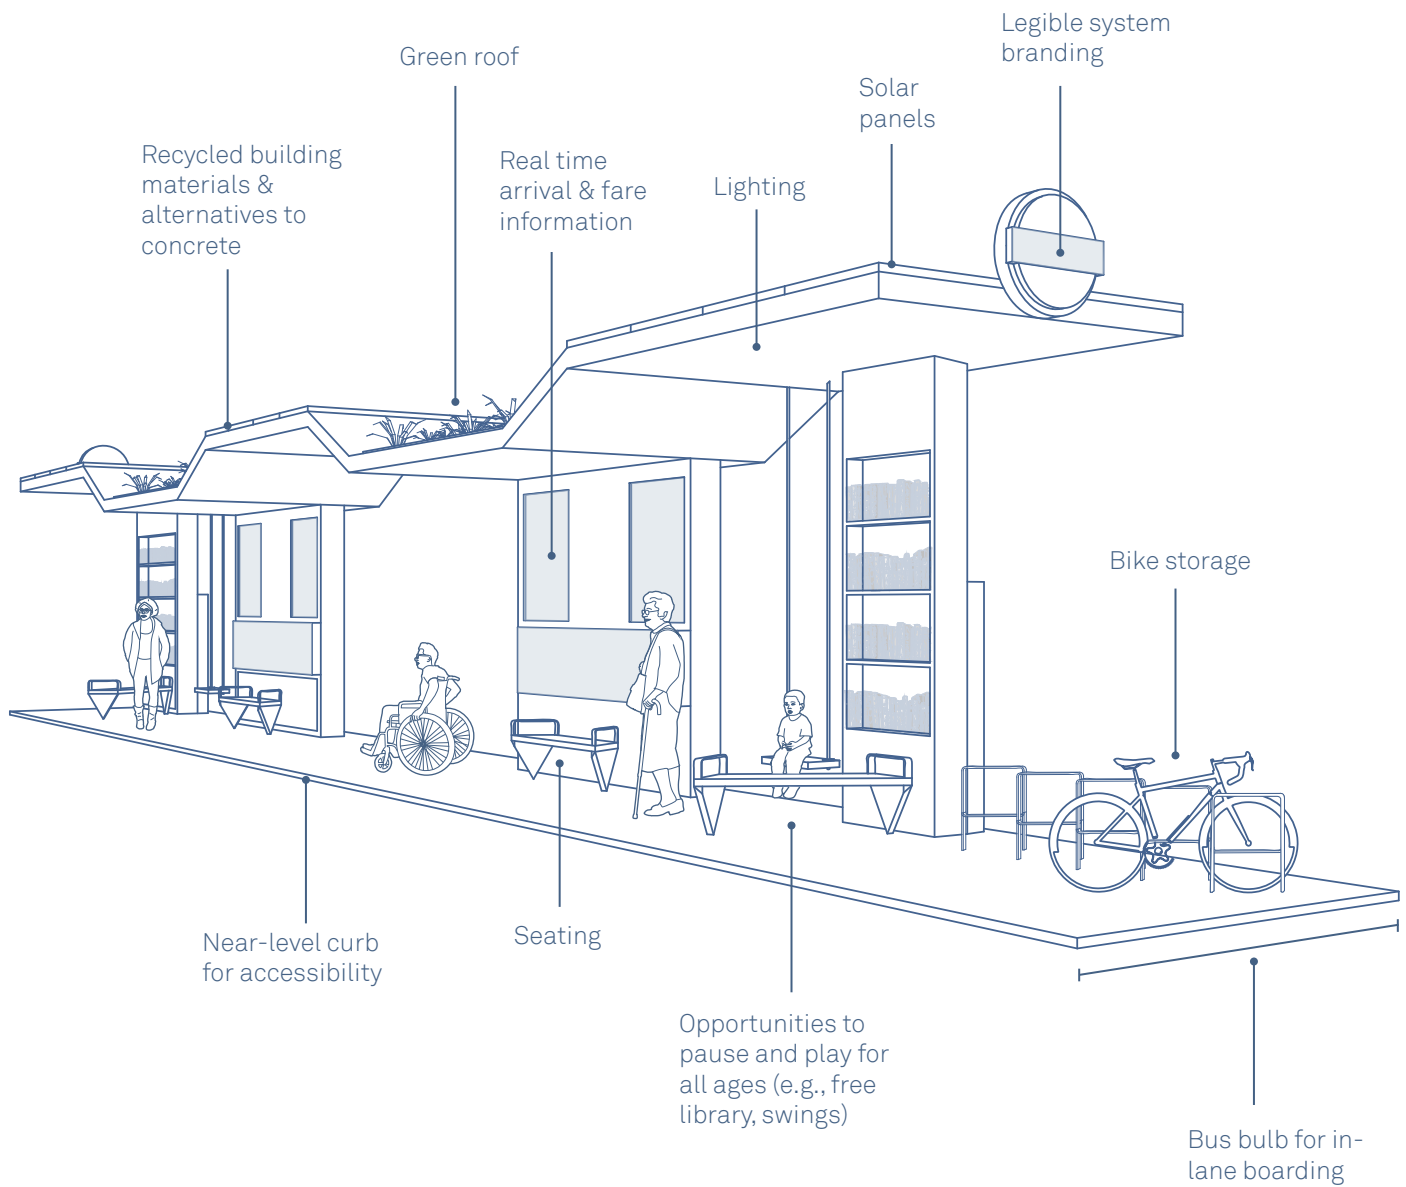 Legible system
branding
Green roof
Solar
panels
Recycled building
materials &
alternatives to
concrete
Real time
arrival & fare
information
Lighting
Bike storage
Near-level curb
for accessibility
Seating
Opportunities to
pause and play for
all ages (e.g., free
library, swings)
Bus bulb for in-
lane boarding